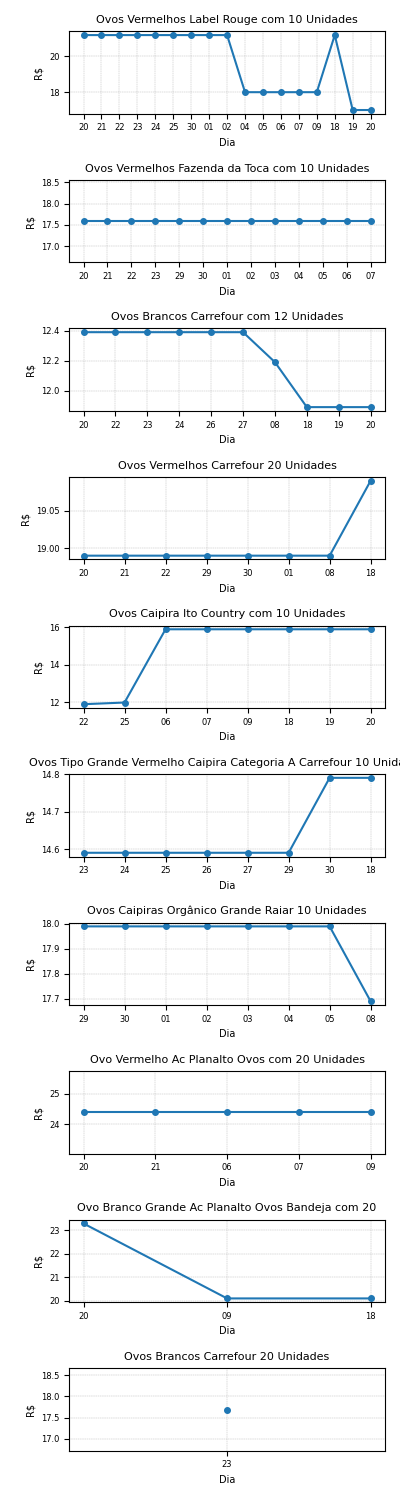 Ovos Vermelhos Label Rouge com 10 Unidades
20
18
R$
20 21 22 23 24 25 30 01 02 04 05 06 07 09 18 19 20
Dia
Ovos Vermelhos Fazenda da Toca com 10 Unidades
18.5
18.0
17.5
17.0
R$
20 21 22 23 29 30 01 02 03 04 05 06 07
Dia
Ovos Brancos Carrefour com 12 Unidades
12.4
12.2
12.0
R$
20 22 23 24 26 27 08 18 19 20
Dia
Ovos Vermelhos Carrefour 20 Unidades
19.05
19.00
R$
20 21 22 29 30 01 08 18
Dia
Ovos Caipira Ito Country com 10 Unidades
16
14
12
R$
22 25 06 07 09 18 19 20
Dia
Ovos Tipo Grande Vermelho Caipira Categoria A Carrefour 10 Unida
14.8
14.7
14.6
R$
23 24 25 26 27 29 30 18
Dia
Ovos Caipiras Orgânico Grande Raiar 10 Unidades
18.0
17.9
17.8
17.7
R$
29 30 01 02 03 04 05 08
Dia
Ovo Vermelho Ac Planalto Ovos com 20 Unidades
25
24
R$
20 21 06 07 09
Dia
Ovo Branco Grande Ac Planalto Ovos Bandeja com 20
23
22
21
20
R$
20 09 18
Dia
Ovos Brancos Carrefour 20 Unidades
18.5
18.0
17.5
17.0
R$
23
Dia